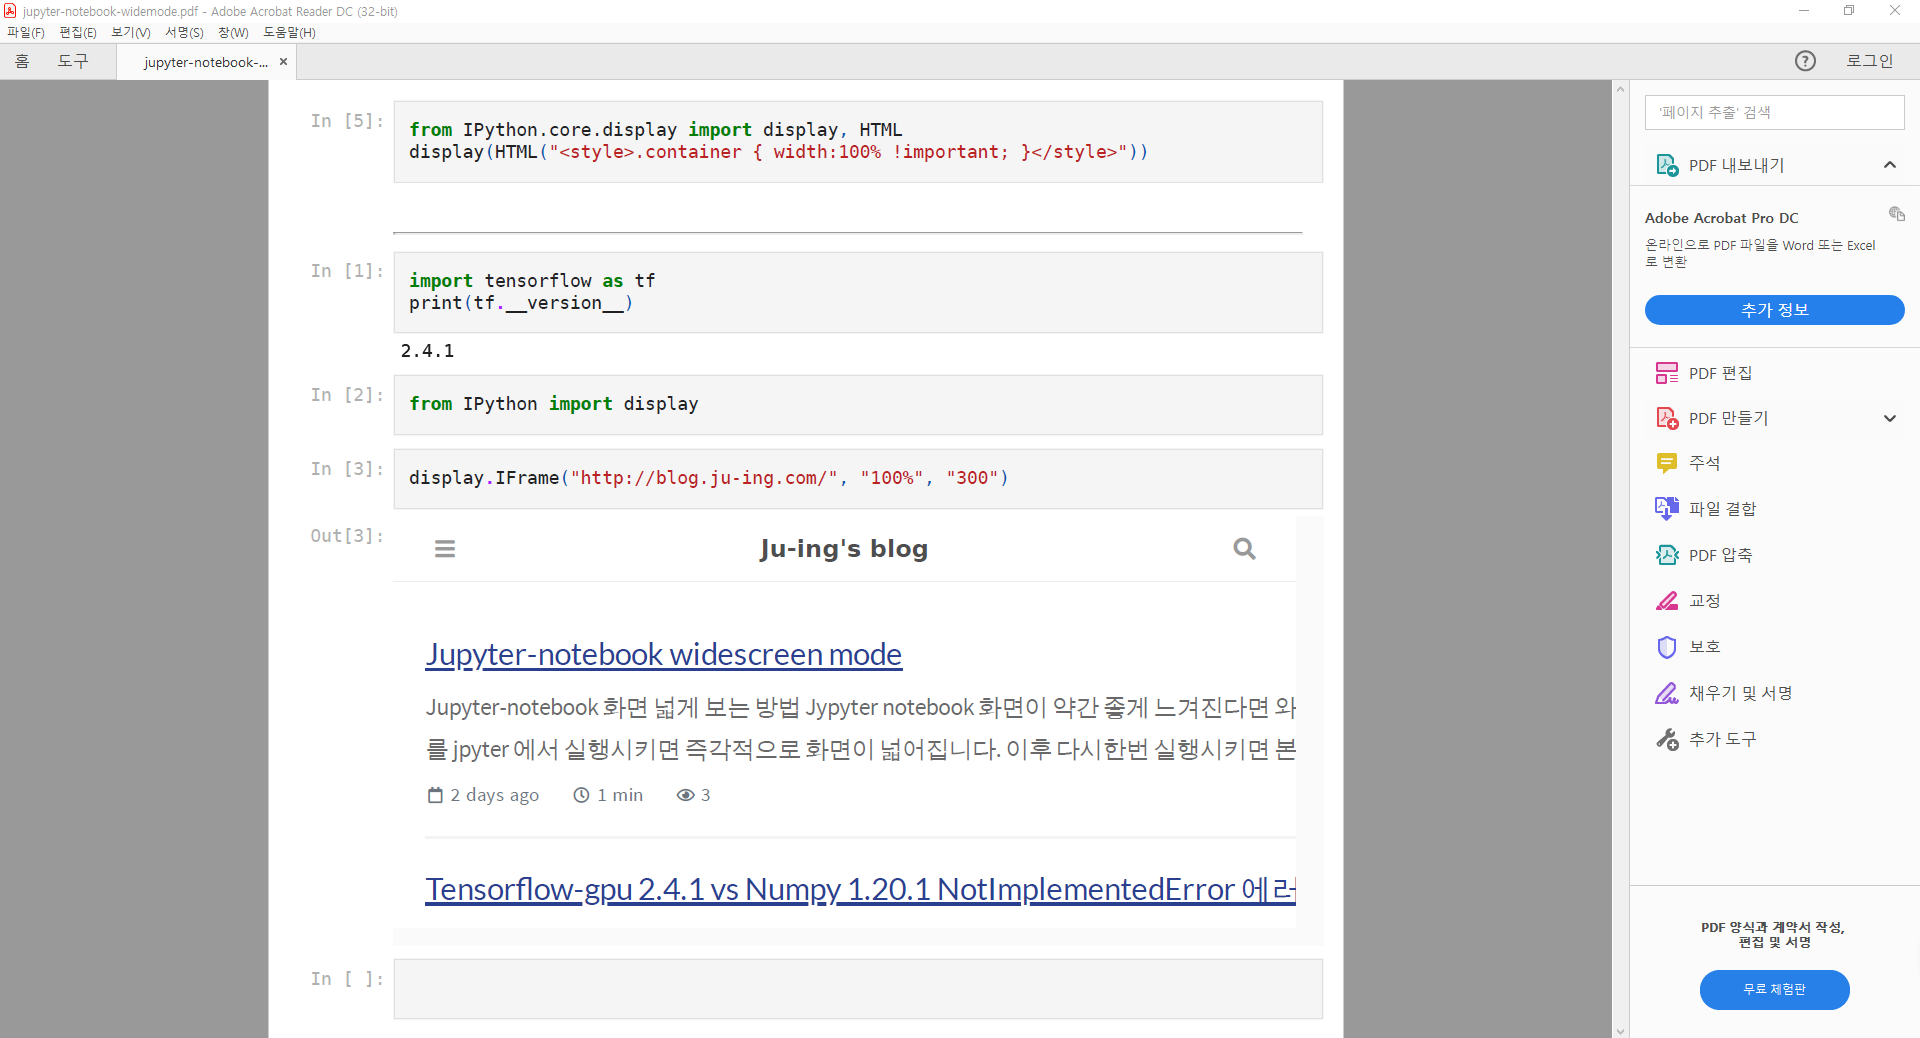 jupyter-notebook-widemode.pdf - Adobe Acrobat Reader DC (32-bit)
파일(F) 편집(E) 보기(V) 서명(S) 창(W) 도움말(H)
홈 도구 jupyter-notebook-... × ? 로그인
In [5]: from IPython.core.display import display, HTML
display(HTML("<style>.container { width:100% !important; }</style>"))
In [1]: import tensorflow as tf
print(tf.__version__)
2.4.1
In [2]: from IPython import display
In [3]: display.IFrame("http://blog.ju-ing.com/", "100%", "300")
Out[3]: Ju-ing's blog
Jupyter-notebook widescreen mode
Jupyter-notebook 화면 넓게 보는 방법 Jypyter notebook 화면이 약간 좋게 느겨진다면 와
를 jpyter 에서 실행시키면 즉각적으로 화면이 넓어집니다. 이후 다시한번 실행시키면 본
2 days ago 1 min 3
Tensorflow-gpu 2.4.1 vs Numpy 1.20.1 NotImplementedError 에러
In [ ]:
'페이지 추출' 검색
PDF 내보내기
Adobe Acrobat Pro DC
온라인으로 PDF 파일을 Word 또는 Excel
로 변환
추가 정보
PDF 편집
PDF 만들기
주석
파일 결합
PDF 압축
교정
보호
채우기 및 서명
추가 도구
PDF 양식과 계약서 작성,
편집 및 서명
무료 체험판